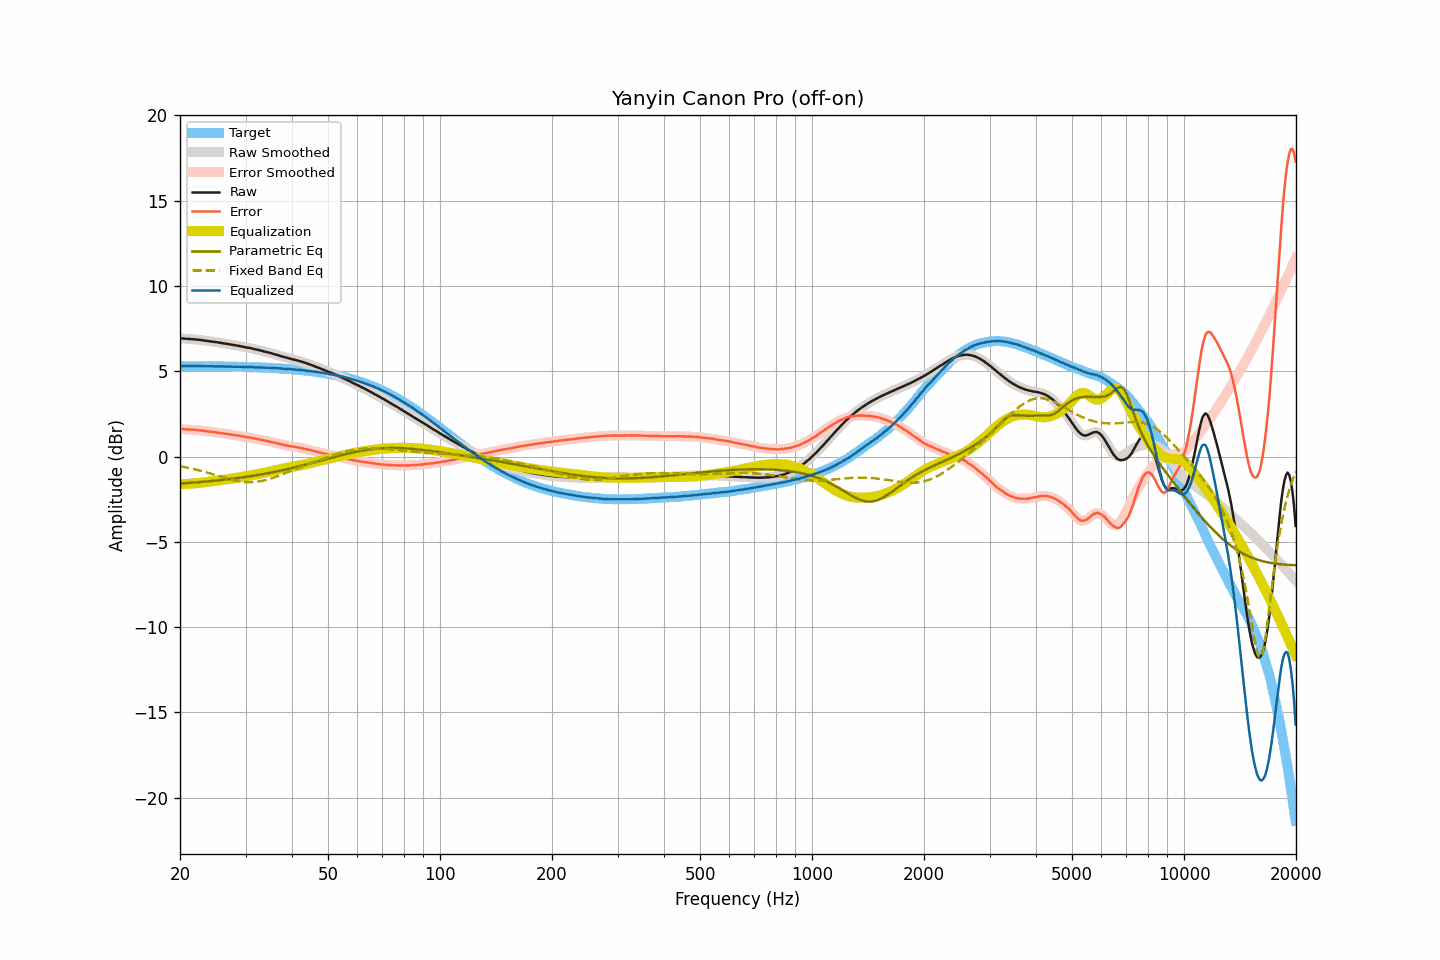 Yanyin Canon Pro (off-on)
Target
Raw Smoothed
Error Smoothed
Raw
Error
Equalization
Parametric Eq
Fixed Band Eq
Equalized
20
15
10
5
0
−5
−10
−15
−20
Amplitude (dBr)
20 50 100 200 500 1000 2000 5000 10000 20000
Frequency (Hz)